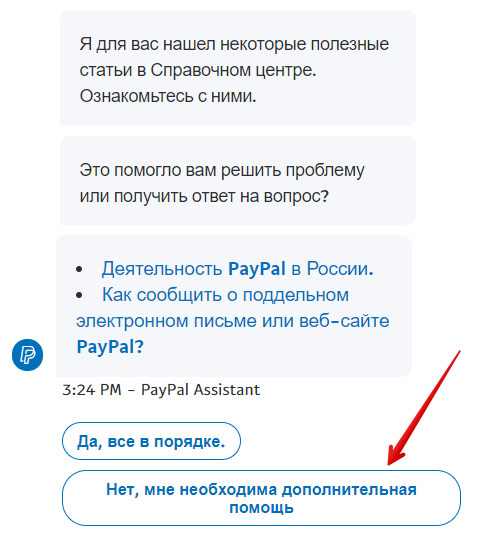 Я для вас нашел некоторые полезные
статьи в Справочном центре.
Ознакомьтесь с ними.
Это помогло вам решить проблему
или получить ответ на вопрос?
• Деятельность PayPal в России.
• Как сообщить о поддельном
электронном письме или веб-сайте
PayPal?
3:24 PM - PayPal Assistant
Да, все в порядке.
Нет, мне необходима дополнительная
помощь